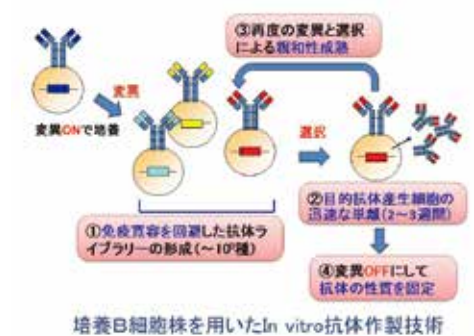 ③再度の変異と選択
による親和性成熟
変異
変異ONで培養
選択
①免疫寛容を回避した抗体ラ
イブラリーの形成(～10⁸種)
②目的抗体産生細胞の
迅速な単離(2～3週間)
④変異OFFにして
抗体の性質を固定
培養B細胞株を用いたIn vitro抗体作製技術